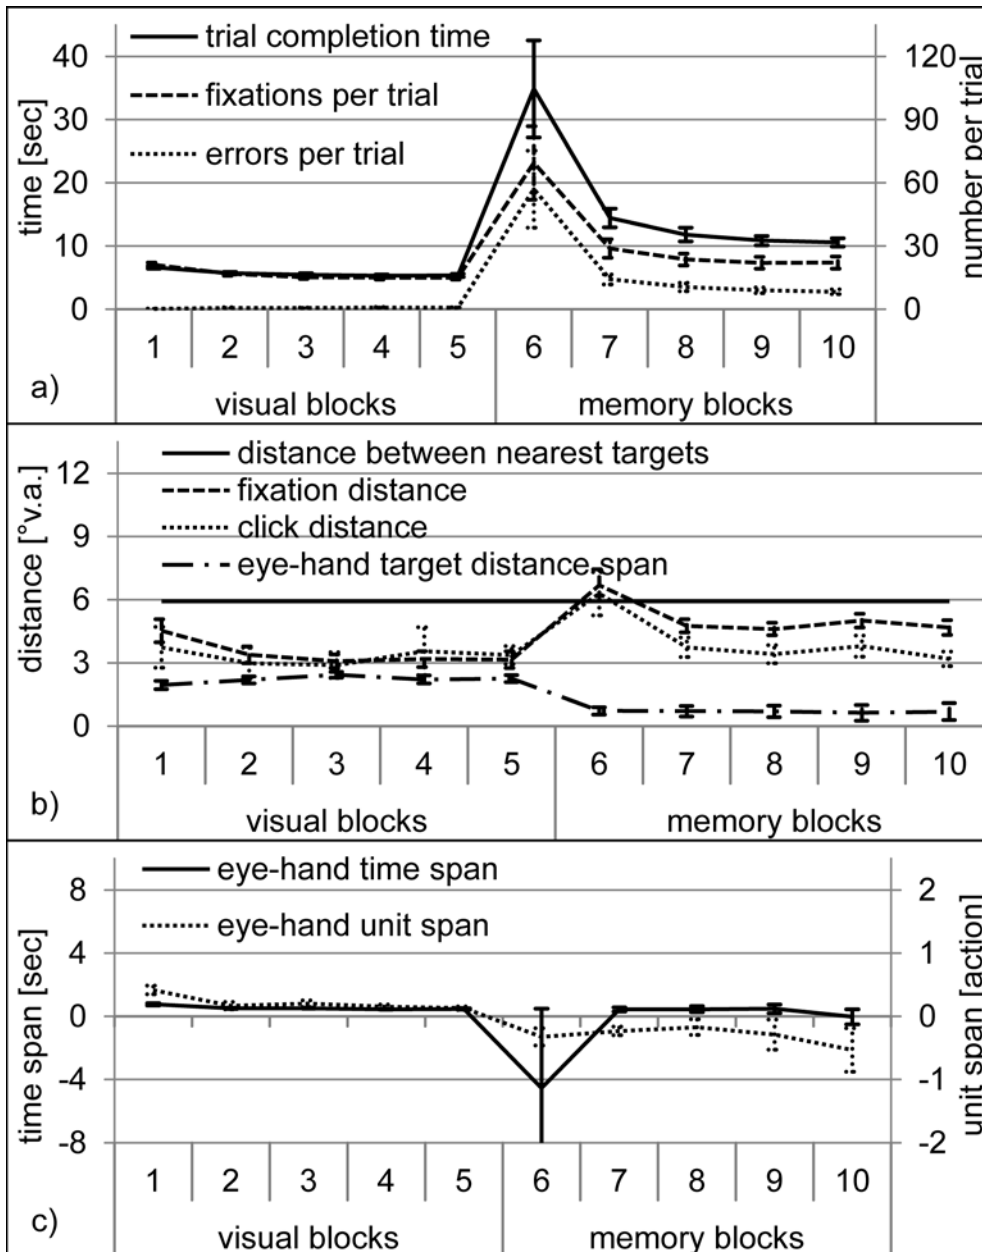 trial completion time
fixations per trial
errors per trial
time [sec]
40
30
20
10
0
number per trial
120
90
60
30
0
1 2 3 4 5 6 7 8 9 10
visual blocks memory blocks
a)
distance between nearest targets
fixation distance
click distance
eye-hand target distance span
distance [°v.a.]
12
9
6
3
0
1 2 3 4 5 6 7 8 9 10
visual blocks memory blocks
b)
eye-hand time span
eye-hand unit span
time span [sec]
8
4
0
-4
-8
unit span [action]
2
1
0
-1
-2
1 2 3 4 5 6 7 8 9 10
visual blocks memory blocks
c)